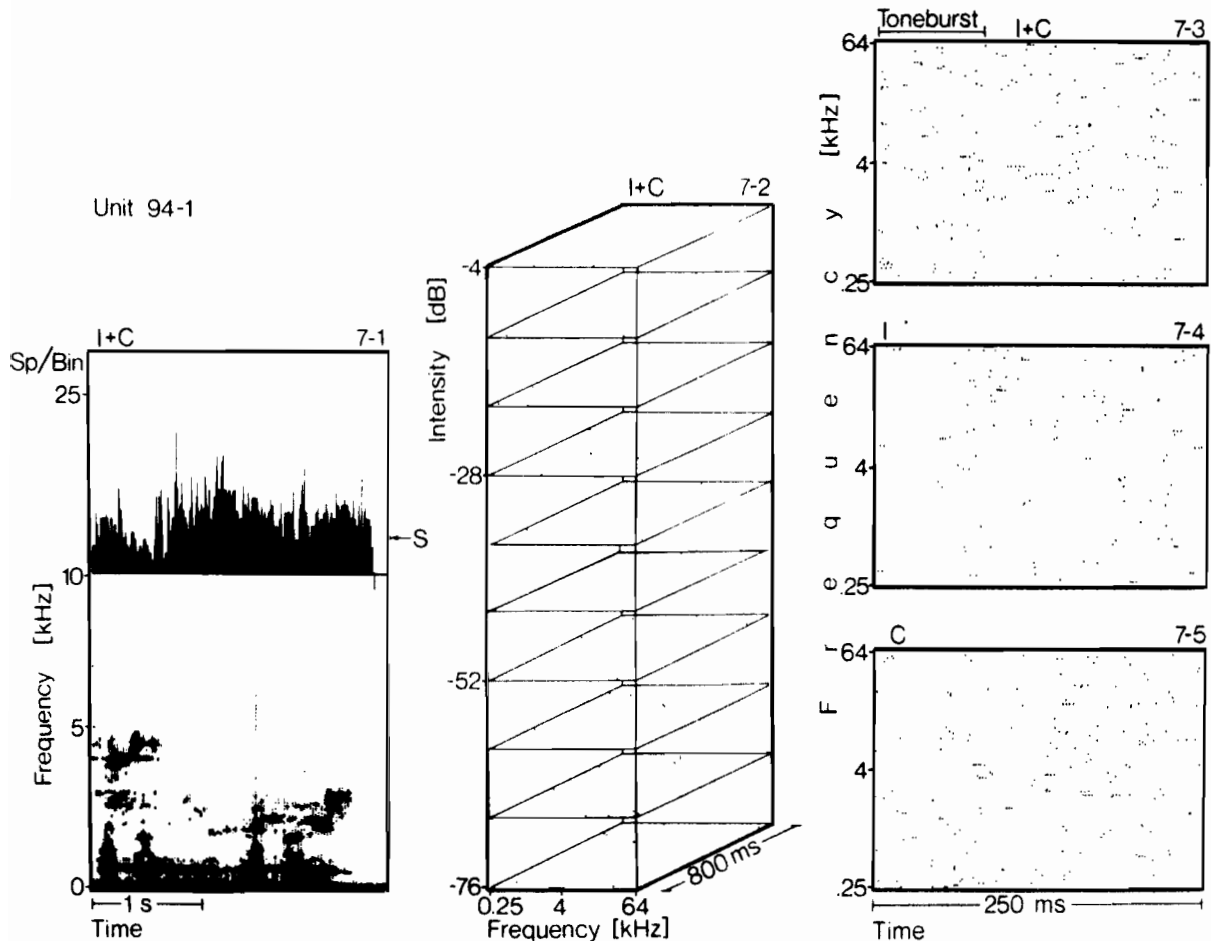 Unit 94-1
I+C 7-1
Sp/Bin
25
S
10
Frequency [kHz]
5
0
1 s
Time
I+C 7-2
Intensity [dB]
-4
-28
-52
-76
0.25 4 64
Frequency [kHz]
800 ms
Toneburst I+C 7-3
Frequency [kHz]
64
4
.25
I 7-4
64
4
.25
C 7-5
64
4
.25
250 ms
Time